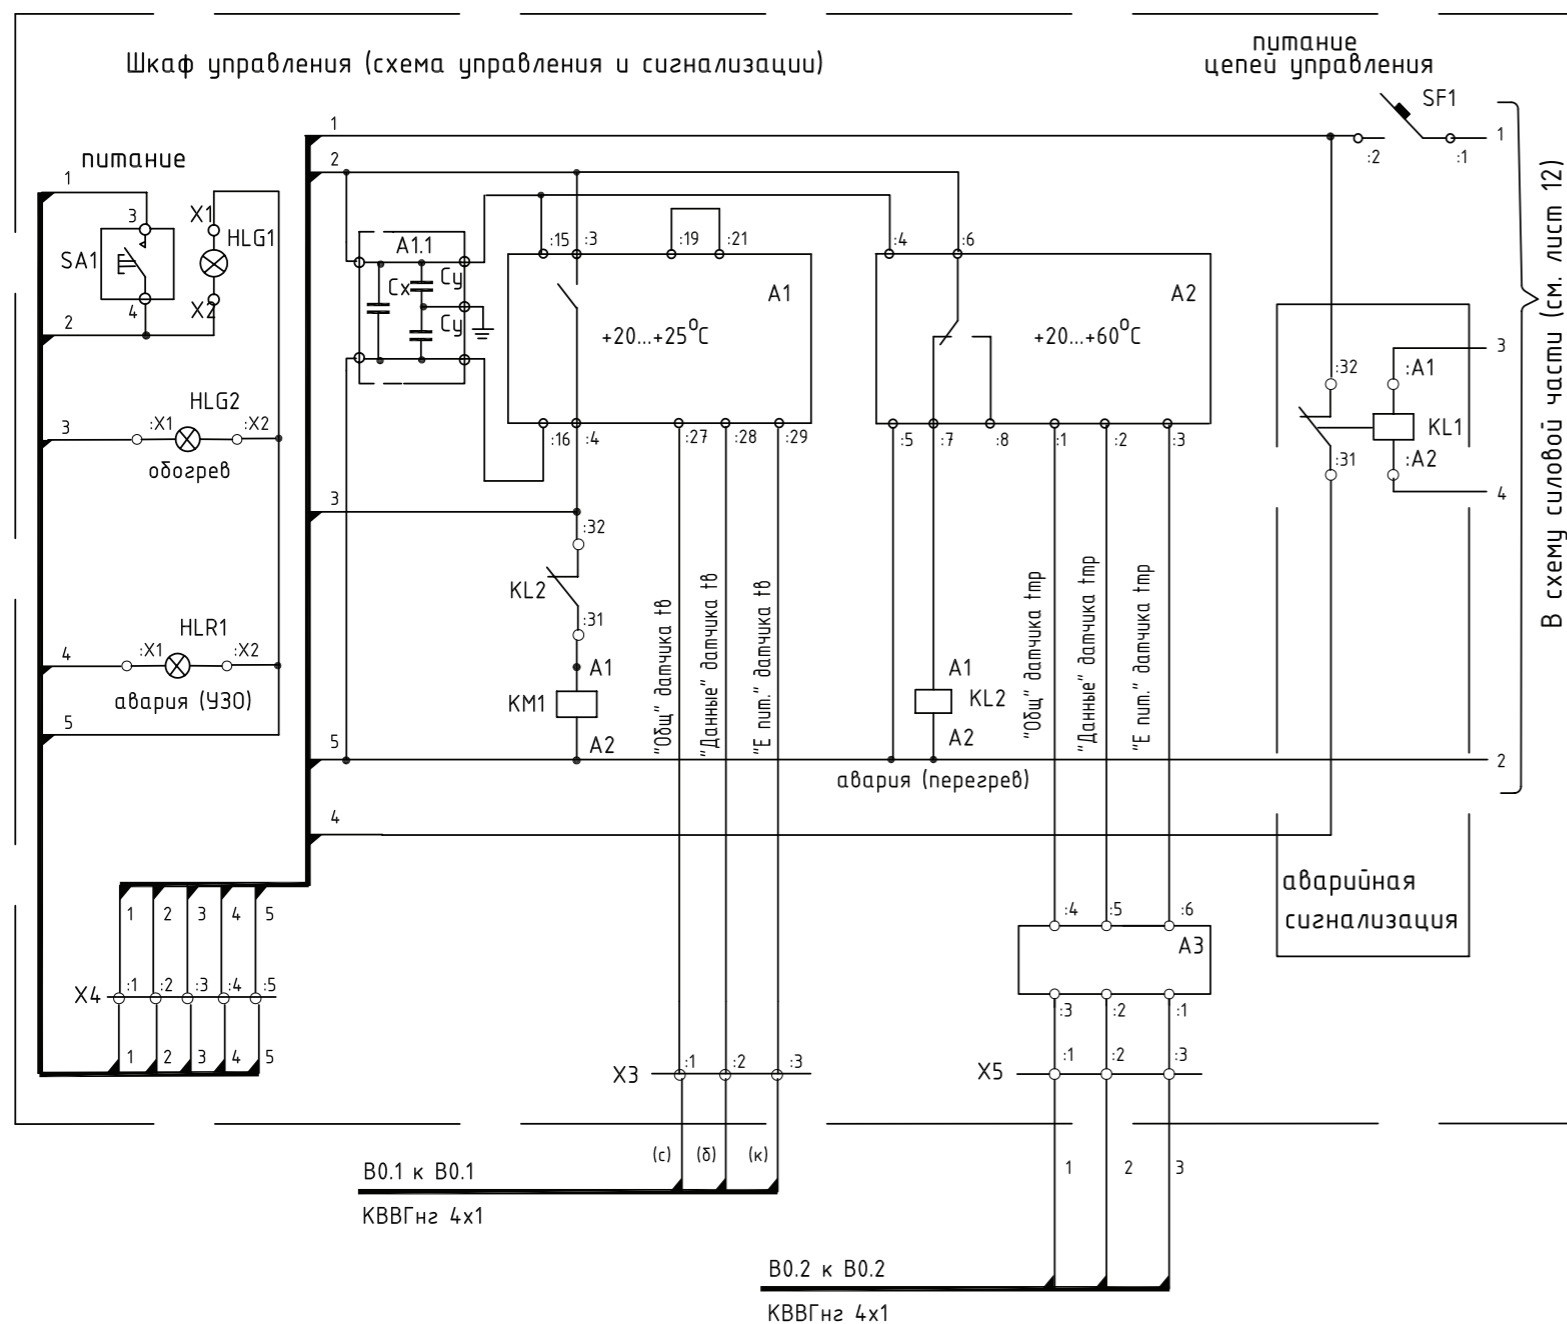 Шкаф управления (схема управления и сигнализации)
питание
цепей управления
SF1
:2
:1
1
В схему силовой части (см. лист 12)
питание
1
3
SA1
4
X1
HLG1
X2
2
HLG2
3
:X1
:X2
обогрев
HLR1
4
:X1
:X2
авария (УЗО)
5
1
2
A1.1
Cx
Cy
Cy
:15
:3
:19
:21
A1
+20...+25°C
:16
:4
:27
:28
:29
:4
:6
A2
+20...+60°C
:5
:7
:8
:1
:2
:3
:32
:A1
KL1
:31
:A2
3
4
3
:32
KL2
:31
A1
KM1
A2
"Общ" датчика tв
"Данные" датчика tв
"Е пит." датчика tв
A1
KL2
A2
"Общ" датчика tтр
"Данные" датчика tтр
"Е пит." датчика tтр
5
авария (перегрев)
2
4
аварийная
сигнализация
1
2
3
4
5
X4
:1
:2
:3
:4
:5
1
2
3
4
5
:4
:5
:6
A3
:3
:2
:1
X3
:1
:2
:3
X5
:1
:2
:3
(с)
(б)
(к)
1
2
3
В0.1 к В0.1
КВВГнг 4х1
В0.2 к В0.2
КВВГнг 4х1